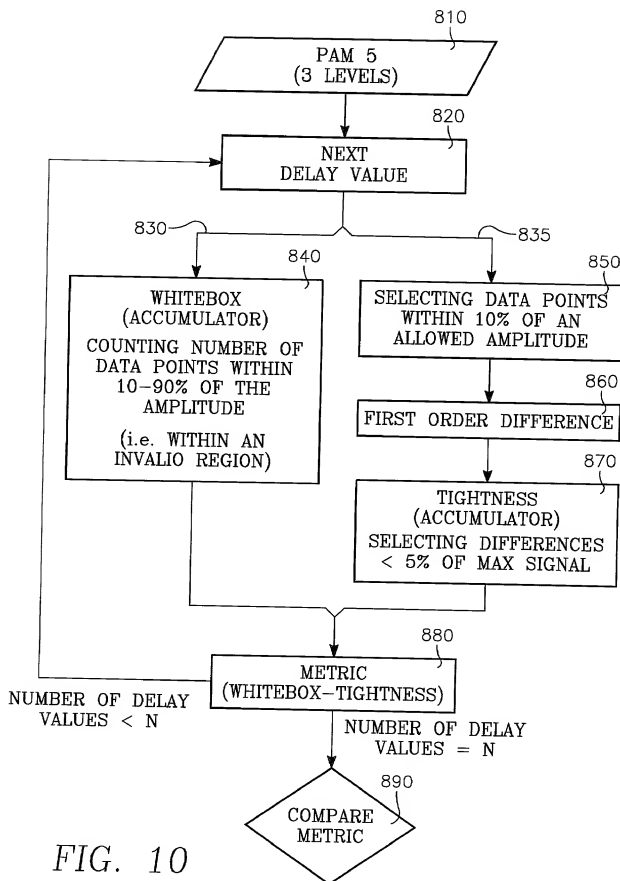 810
PAM 5
(3 LEVELS)
820
NEXT
DELAY VALUE
830
835
840
WHITEBOX
(ACCUMULATOR)
COUNTING NUMBER OF
DATA POINTS WITHIN
10-90% OF THE
AMPLITUDE
(i.e. WITHIN AN
INVALIO REGION)
850
SELECTING DATA POINTS
WITHIN 10% OF AN
ALLOWED AMPLITUDE
860
FIRST ORDER DIFFERENCE
870
TIGHTNESS
(ACCUMULATOR)
SELECTING DIFFERENCES
< 5% OF MAX SIGNAL
880
METRIC
(WHITEBOX-TIGHTNESS)
NUMBER OF DELAY
VALUES < N
NUMBER OF DELAY
VALUES = N
890
COMPARE
METRIC
FIG. 10